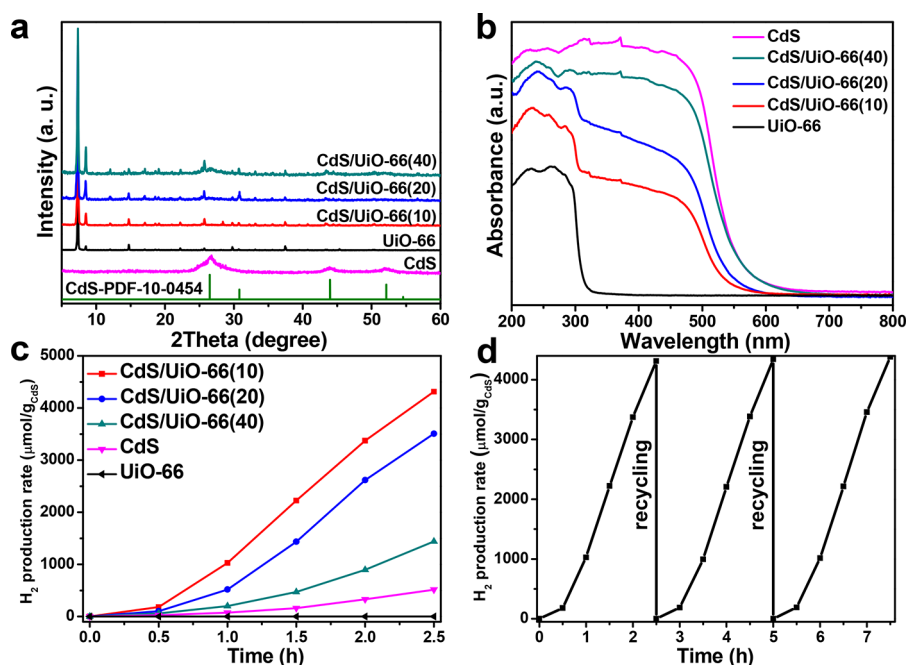 a
Intensity (a. u.)
CdS/UiO-66(40)
CdS/UiO-66(20)
CdS/UiO-66(10)
UiO-66
CdS
CdS-PDF-10-0454
10 20 30 40 50 60
2Theta (degree)
b
Absorbance (a.u.)
CdS
CdS/UiO-66(40)
CdS/UiO-66(20)
CdS/UiO-66(10)
UiO-66
200 300 400 500 600 700 800
Wavelength (nm)
c
H₂ production rate (μmol/g_CdS)
5000
4000
3000
2000
1000
0
CdS/UiO-66(10)
CdS/UiO-66(20)
CdS/UiO-66(40)
CdS
UiO-66
0.0 0.5 1.0 1.5 2.0 2.5
Time (h)
d
H₂ production rate (μmol/g_CdS)
4000
3000
2000
1000
0
recycling
recycling
0 1 2 3 4 5 6 7
Time (h)